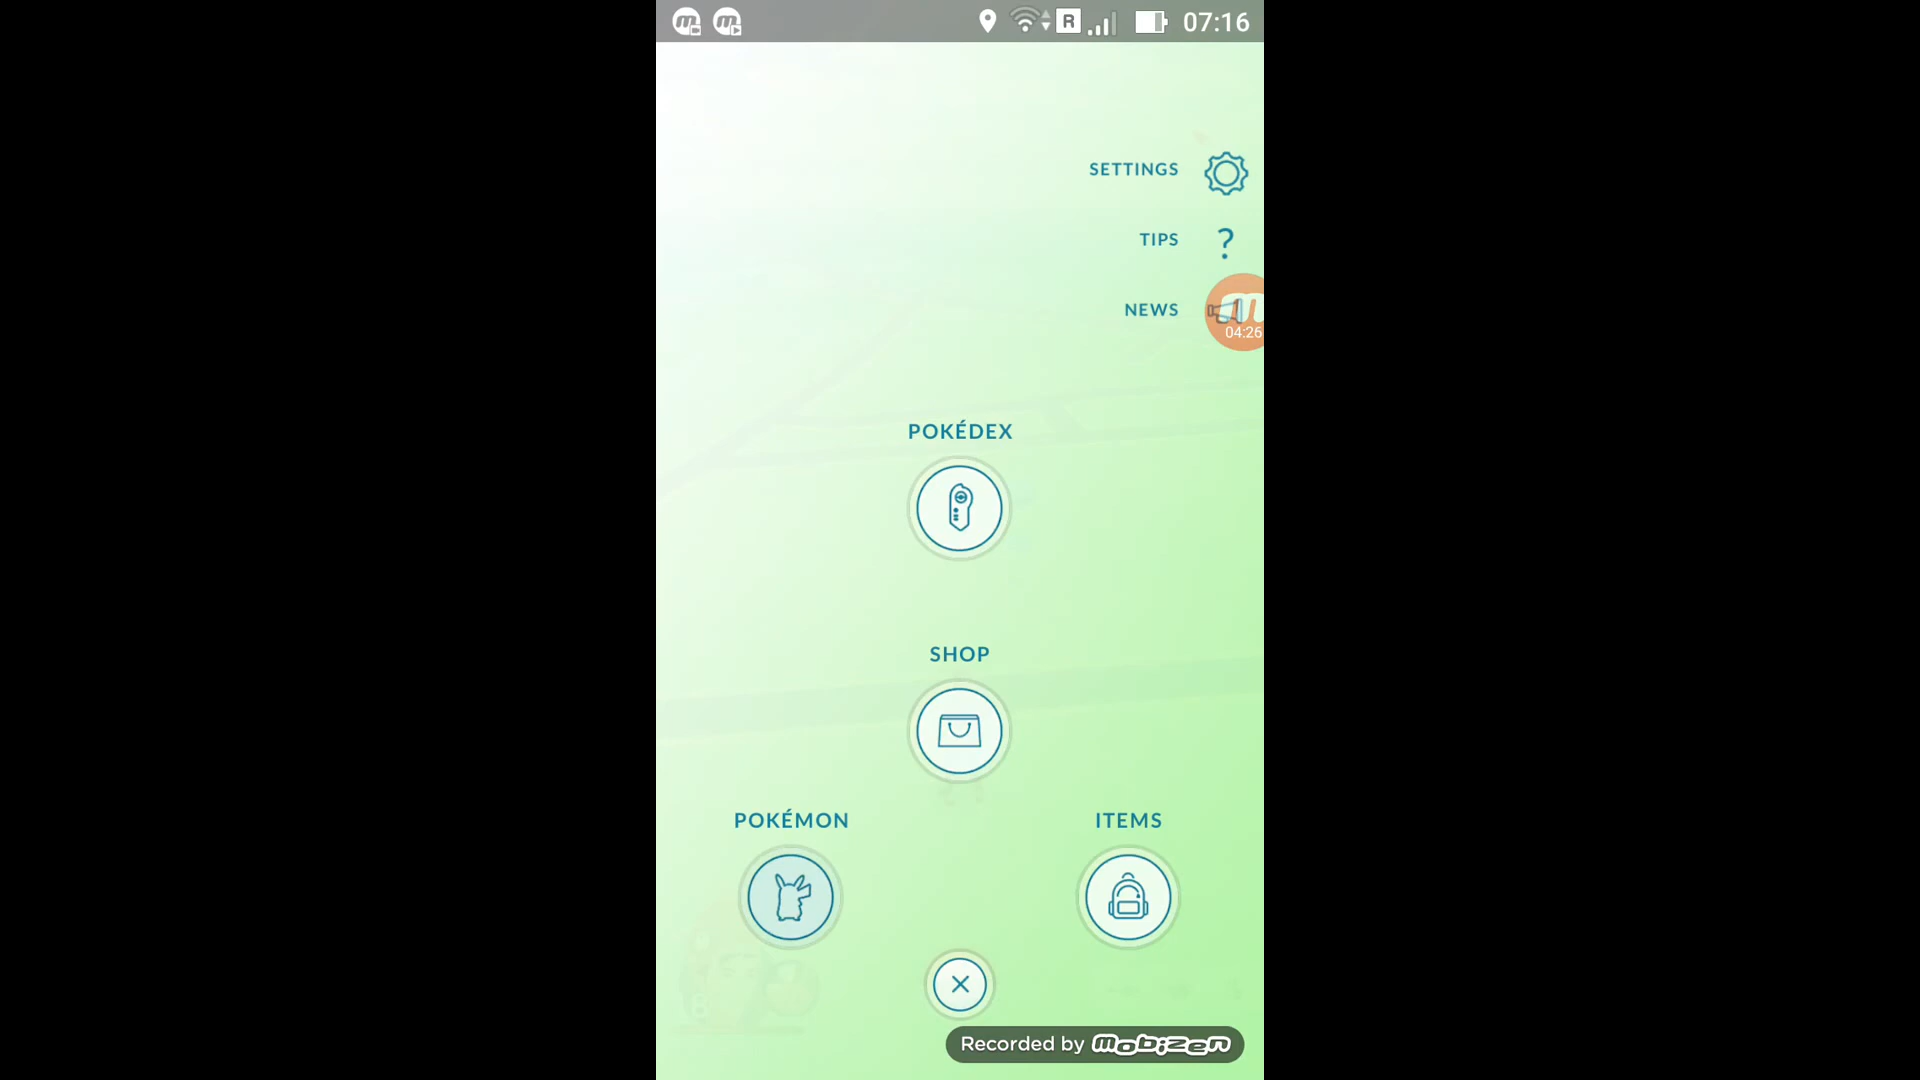 R 07:16
SETTINGS
TIPS ?
NEWS
m
04:26
POKÉDEX
SHOP
POKÉMON
ITEMS
Recorded by mobizen